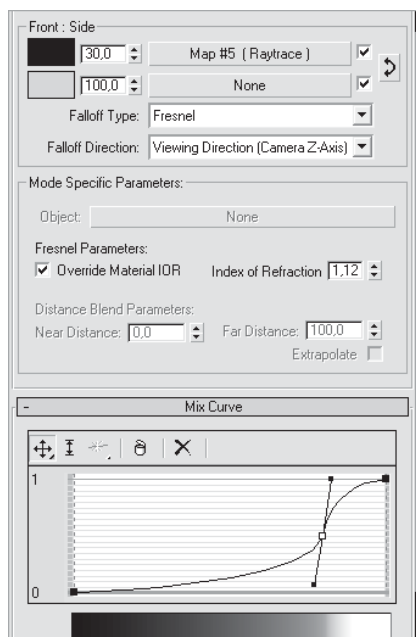 Front : Side
30,0 Map #5 ( Raytrace )
100,0 None
Falloff Type: Fresnel
Falloff Direction: Viewing Direction (Camera Z-Axis)
Mode Specific Parameters:
Object: None
Fresnel Parameters:
Override Material IOR Index of Refraction 1,12
Distance Blend Parameters:
Near Distance: 0,0 Far Distance: 100,0
Extrapolate
- Mix Curve
1
0